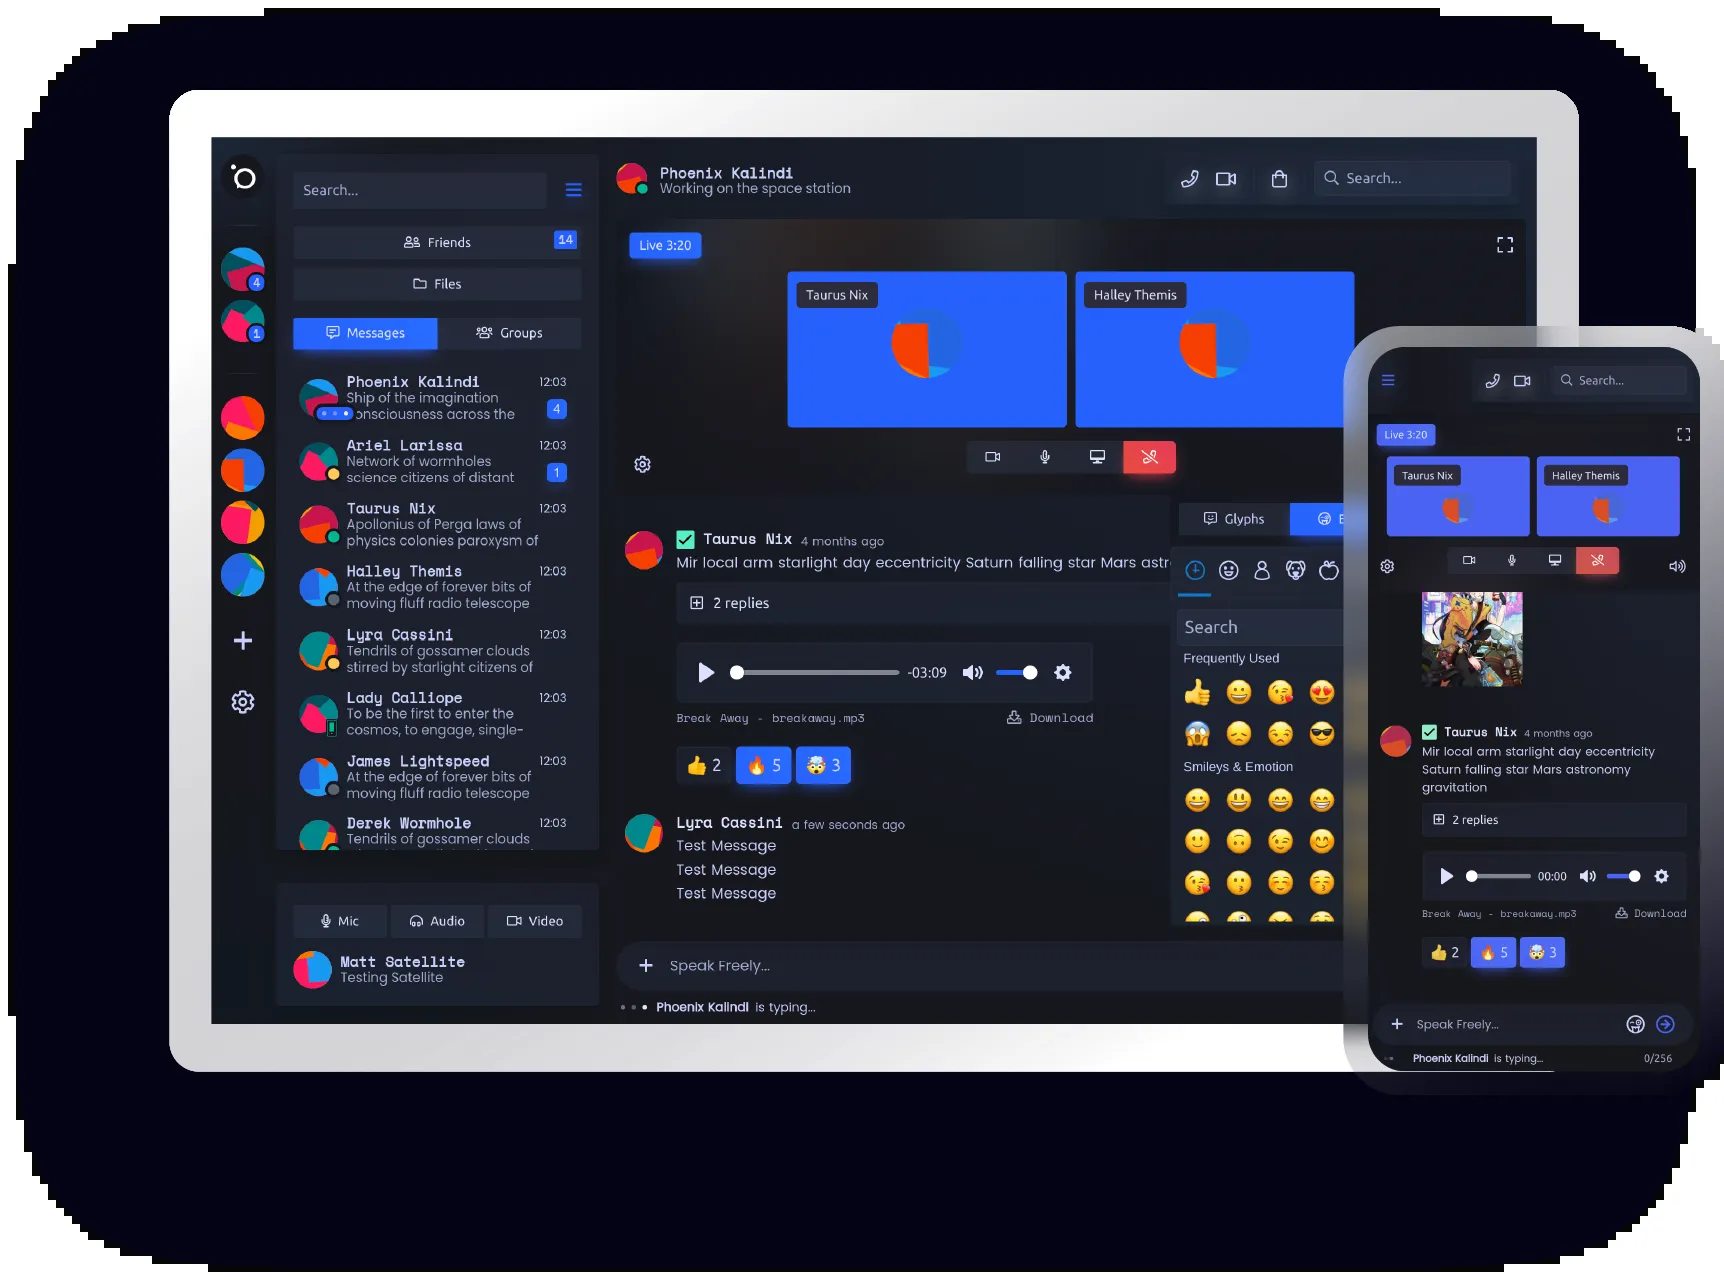 Search...
Friends
14
Files
Messages
Groups
4
1
Phoenix Kalindi 12:03
Ship of the imagination
consciousness across the
4
Ariel Larissa 12:03
Network of wormholes
science citizens of distant
1
Taurus Nix 12:03
Apollonius of Perga laws of
physics colonies paroxysm of
Halley Themis 12:03
At the edge of forever bits of
moving fluff radio telescope
Lyra Cassini 12:03
Tendrils of gossamer clouds
stirred by starlight citizens of
Lady Calliope 12:03
To be the first to enter the
cosmos, to engage, single-
James Lightspeed 12:03
At the edge of forever bits of
moving fluff radio telescope
Derek Wormhole 12:03
Tendrils of gossamer clouds
Mic
Audio
Video
Matt Satellite
Testing Satellite
Phoenix Kalindi
Working on the space station
Search...
Live 3:20
Taurus Nix
Halley Themis
Taurus Nix 4 months ago
Mir local arm starlight day eccentricity Saturn falling star Mars astr
2 replies
-03:09
Break Away - breakaway.mp3
Download
2
5
3
Lyra Cassini a few seconds ago
Test Message
Test Message
Test Message
Speak Freely...
Phoenix Kalindi is typing...
Glyphs
E
Search
Frequently Used
Smileys & Emotion
Search...
Live 3:20
Taurus Nix
Halley Themis
Taurus Nix 4 months ago
Mir local arm starlight day eccentricity
Saturn falling star Mars astronomy
gravitation
2 replies
00:00
Break Away - breakaway.mp3
Download
2
5
3
Speak Freely...
Phoenix Kalindi is typing...
0/256